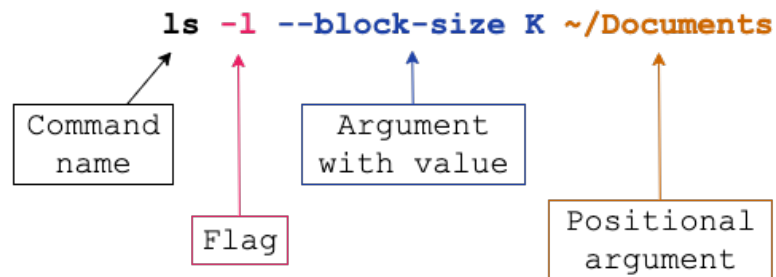 ls -l --block-size K ~/Documents
Command
name
Argument
with value
Flag
Positional
argument